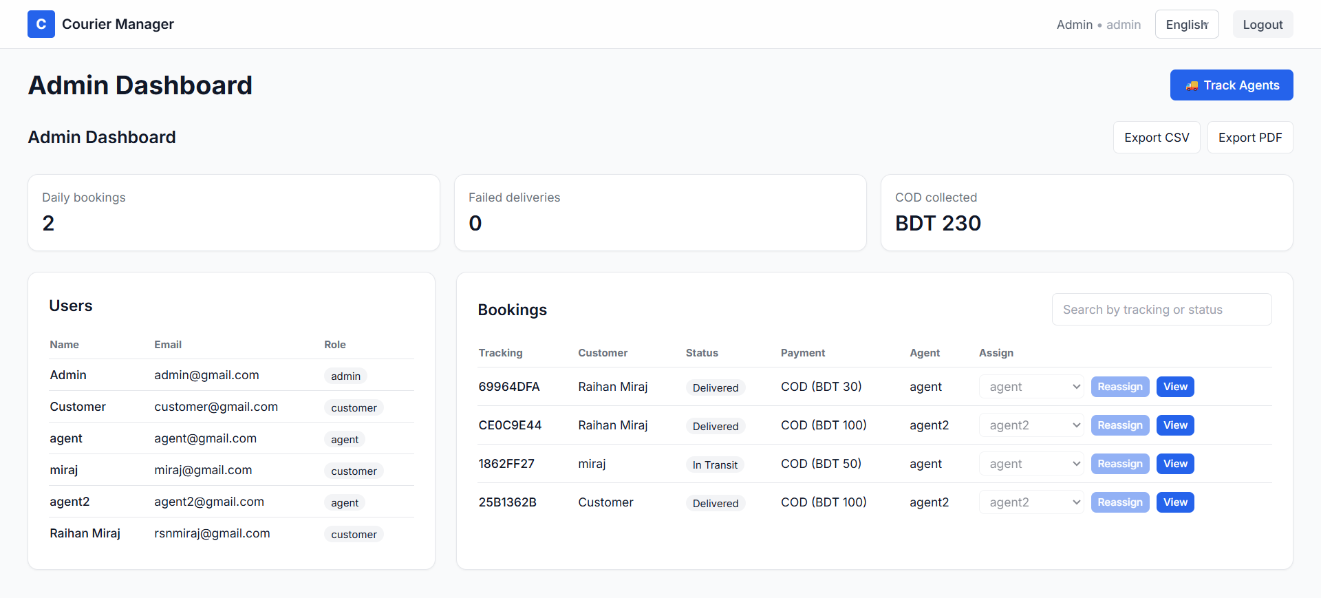 C Courier Manager
Admin • admin English Logout
Admin Dashboard
Track Agents
Admin Dashboard
Export CSV Export PDF
Daily bookings
2
Failed deliveries
0
COD collected
BDT 230
Users
Name Email Role
Admin admin@gmail.com admin
Customer customer@gmail.com customer
agent agent@gmail.com agent
miraj miraj@gmail.com customer
agent2 agent2@gmail.com agent
Raihan Miraj rsnmiraj@gmail.com customer
Bookings
Search by tracking or status
Tracking Customer Status Payment Agent Assign
69964DFA Raihan Miraj Delivered COD (BDT 30) agent agent Reassign View
CE0C9E44 Raihan Miraj Delivered COD (BDT 100) agent2 agent2 Reassign View
1862FF27 miraj In Transit COD (BDT 50) agent agent Reassign View
25B1362B Customer Delivered COD (BDT 100) agent2 agent2 Reassign View